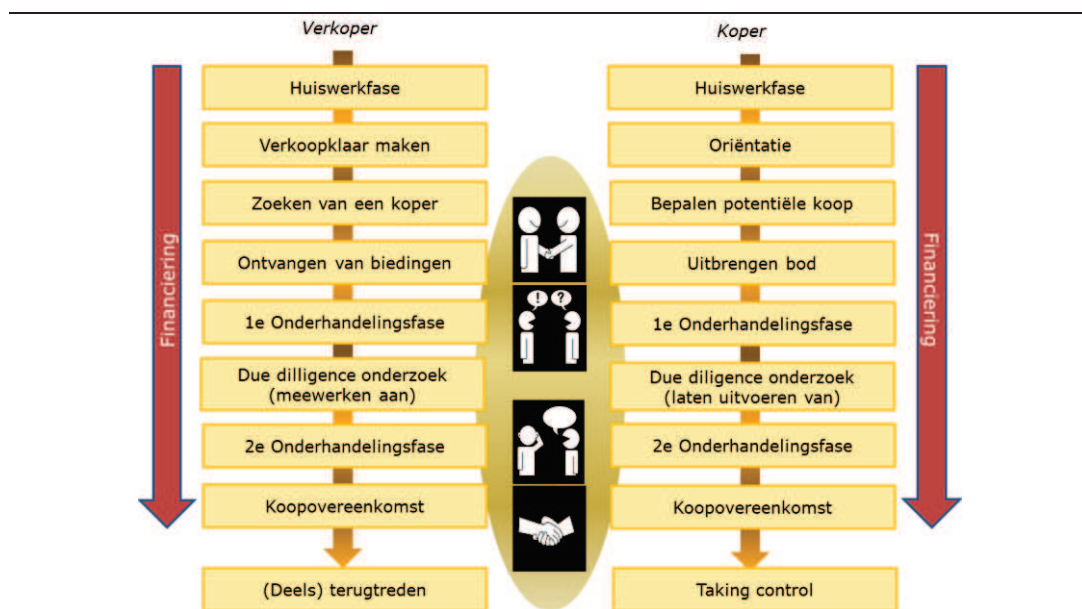 Verkoper
Huiswerkfase
Verkoopklaar maken
Zoeken van een koper
Ontvangen van biedingen
1e Onderhandelingsfase
Due dilligence onderzoek
(meewerken aan)
2e Onderhandelingsfase
Koopovereenkomst
(Deels) terugtreden
Financiering
! ?
Koper
Huiswerkfase
Oriëntatie
Bepalen potentiële koop
Uitbrengen bod
1e Onderhandelingsfase
Due diligence onderzoek
(laten uitvoeren van)
2e Onderhandelingsfase
Koopovereenkomst
Taking control
Financiering